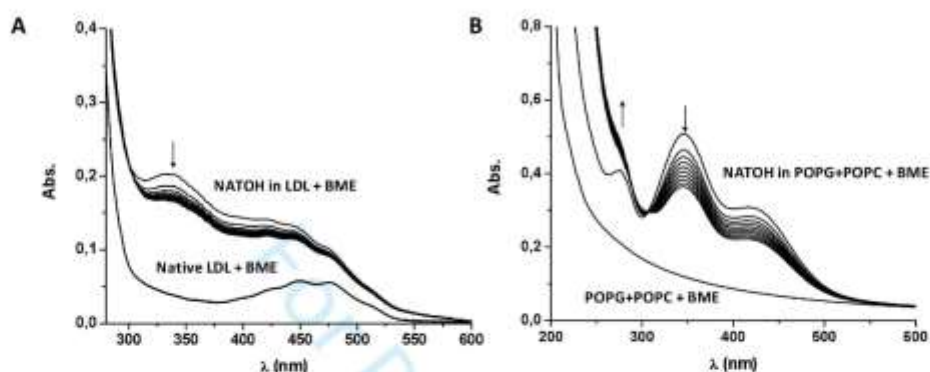 A
B
0,4
0,3
0,2
0,1
0,0
Abs.
NATOH in LDL + BME
Native LDL + BME
300
350
400
450
500
550
600
λ (nm)
0,8
0,6
0,4
0,2
0,0
Abs.
NATOH in POPG+POPC + BME
POPG+POPC + BME
200
250
300
400
500
600
λ (nm)